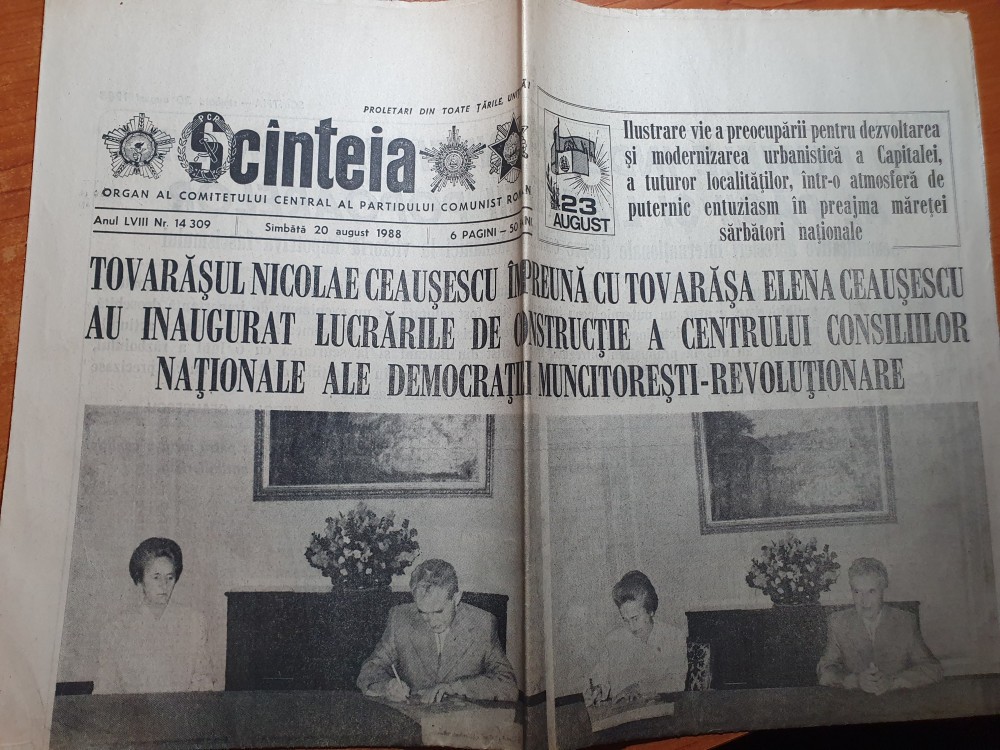 PROLETARI DIN TOATE ȚĂRILE,
PCR
Scînteia
ORGAN AL COMITETULUI CENTRAL AL PARTIDULUI COMUNIST ROMÂN
Anul LVIII Nr. 14 309
Sîmbătă 20 august 1988
6 PAGINI – 50
23
AUGUST
Ilustrare vie a preocupării pentru dezvoltarea
și modernizarea urbanistică a Capitalei,
a tuturor localităților, într-o atmosferă de
puternic entuziasm în preajma măreței
sărbători naționale
TOVARĂȘUL NICOLAE CEAUȘESCU ÎMPREUNĂ CU TOVARĂȘA ELENA CEAUȘESCU
AU INAUGURAT LUCRĂRILE DE CONSTRUCȚIE A CENTRULUI CONSILIILOR
NAȚIONALE ALE DEMOCRAȚIEI MUNCITOREȘTI-REVOLUȚIONARE